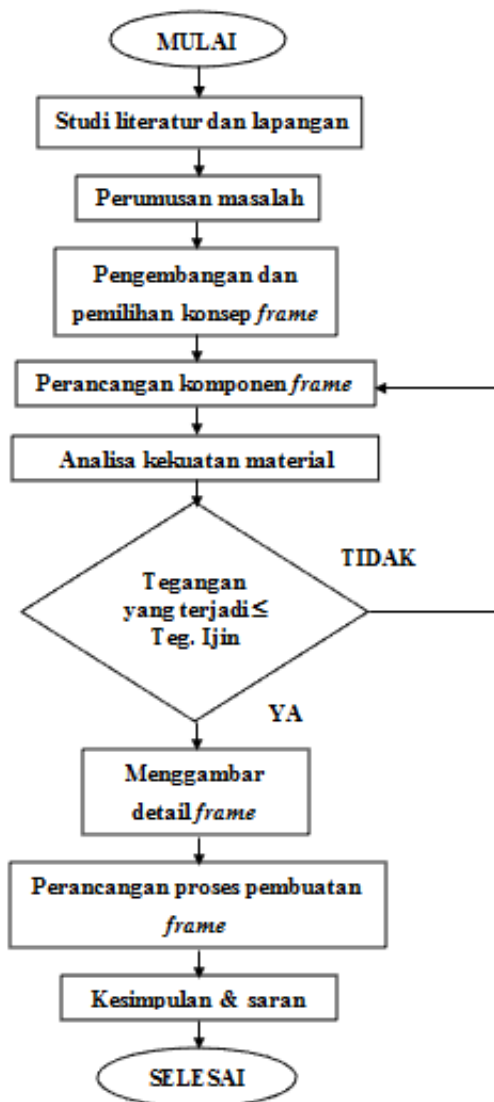 MULAI
Studi literatur dan lapangan
Perumusan masalah
Pengembangan dan
pemilihan konsep frame
Perancangan komponen frame
Analisa kekuatan material
Tegangan
yang terjadi ≤
Teg. Ijin
TIDAK
YA
Menggambar
detail frame
Perancangan proses pembuatan
frame
Kesimpulan & saran
SELESAI